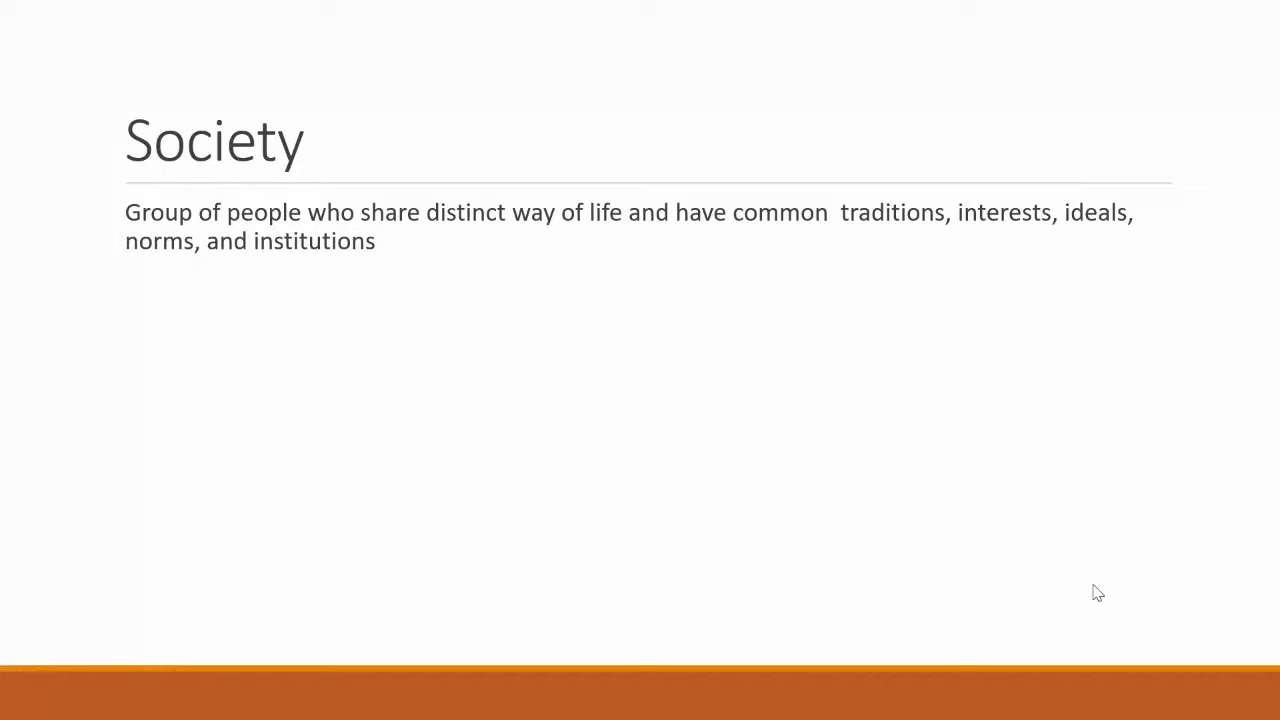 Society
Group of people who share distinct way of life and have common  traditions, interests, ideals,
norms, and institutions